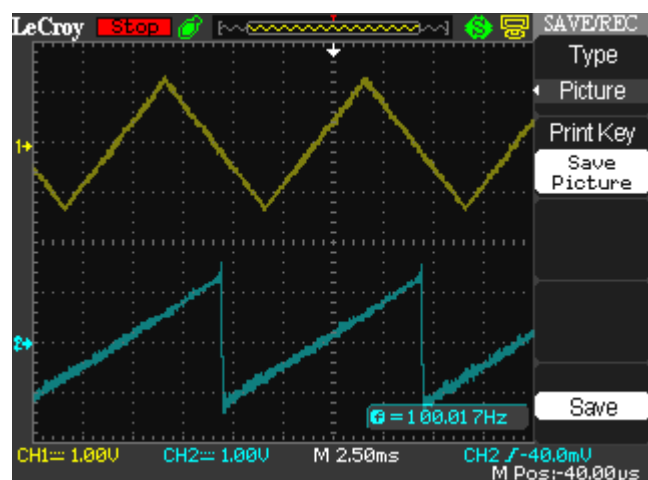 LeCroy Stop S SAVE/REC
Type
Picture
1
Print Key
Save
Picture
2
=100.017Hz
Save
CH1 1.00V CH2 1.00V M 2.50ms CH2 -40.0mV
M Pos:-40.00μs